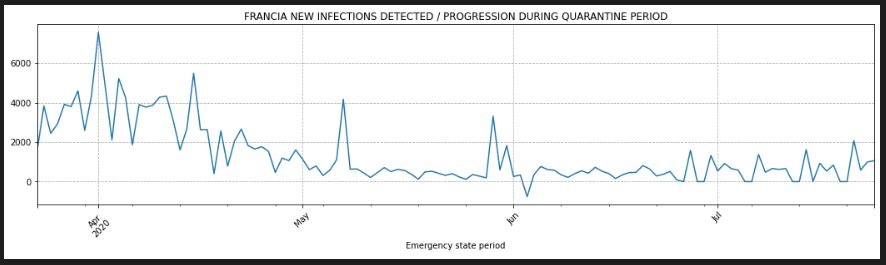 FRANCIA NEW INFECTIONS DETECTED / PROGRESSION DURING QUARANTINE PERIOD
6000
4000
2000
0
Apr
2020
May
Jun
Jul
Emergency state period